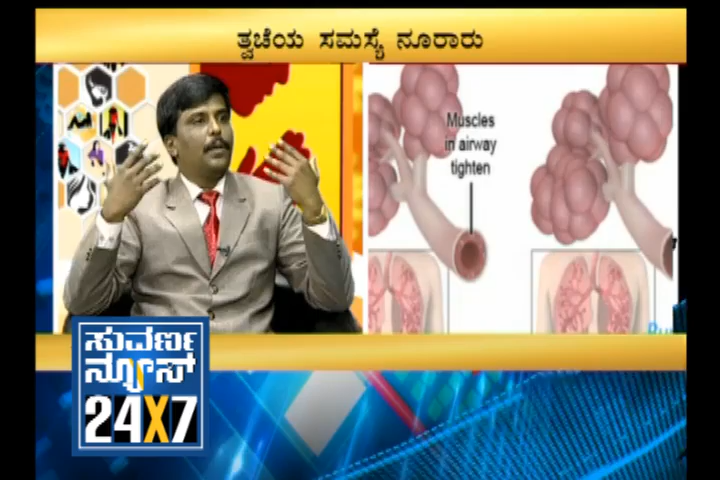 ತ್ವಚೆಯ ಸಮಸ್ಯೆ ನೂರಾರು
Muscles
in airway
tighten
ಸುವರ್ಣ
ನ್ಯೂಸ್
24X7